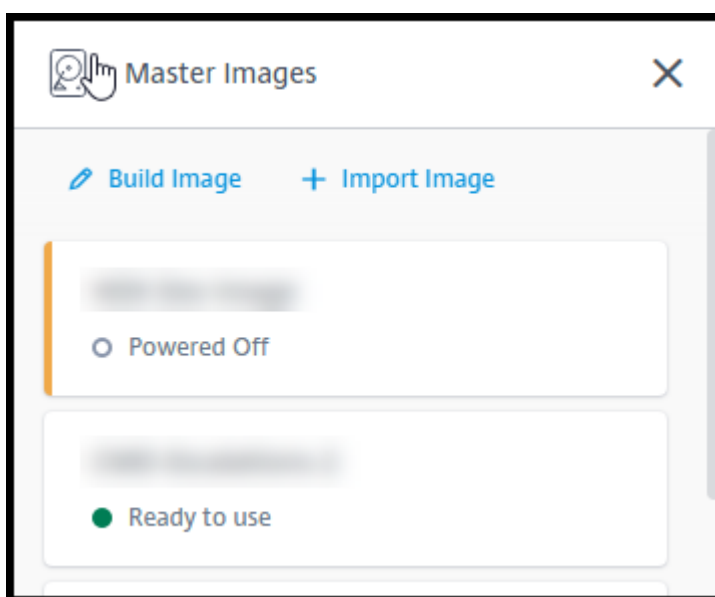 Master Images
Build Image
Import Image
Powered Off
Ready to use